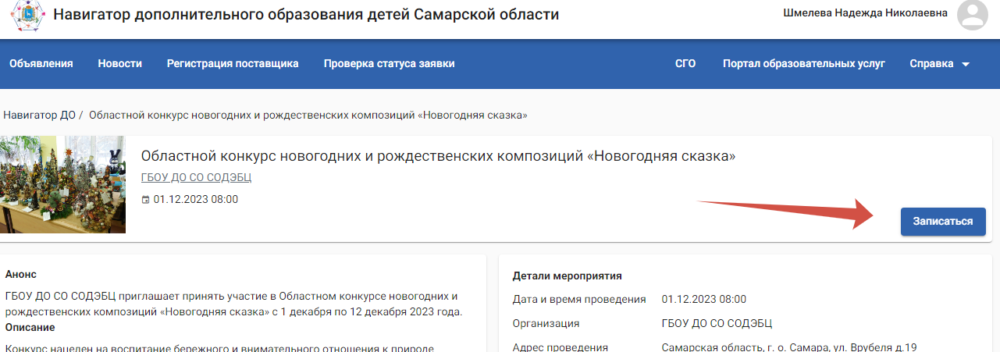 Навигатор дополнительного образования детей Самарской области
Шмелева Надежда Николаевна
Объявления Новости Регистрация поставщика Проверка статуса заявки СГО Портал образовательных услуг Справка
Навигатор ДО / Областной конкурс новогодних и рождественских композиций «Новогодняя сказка»
Областной конкурс новогодних и рождественских композиций «Новогодняя сказка»
ГБОУ ДО СО СОДЭБЦ
01.12.2023 08:00
Записаться
Анонс
ГБОУ ДО СО СОДЭБЦ приглашает принять участие в Областном конкурсе новогодних и
рождественских композиций «Новогодняя сказка» с 1 декабря по 12 декабря 2023 года.
Описание
Конкурс нацелен на воспитание бережного и внимательного отношения к природе
Детали мероприятия
Дата и время проведения 01.12.2023 08:00
Организация ГБОУ ДО СО СОДЭБЦ
Адрес проведения Самарская область, г. о. Самара, ул. Врубеля д.19